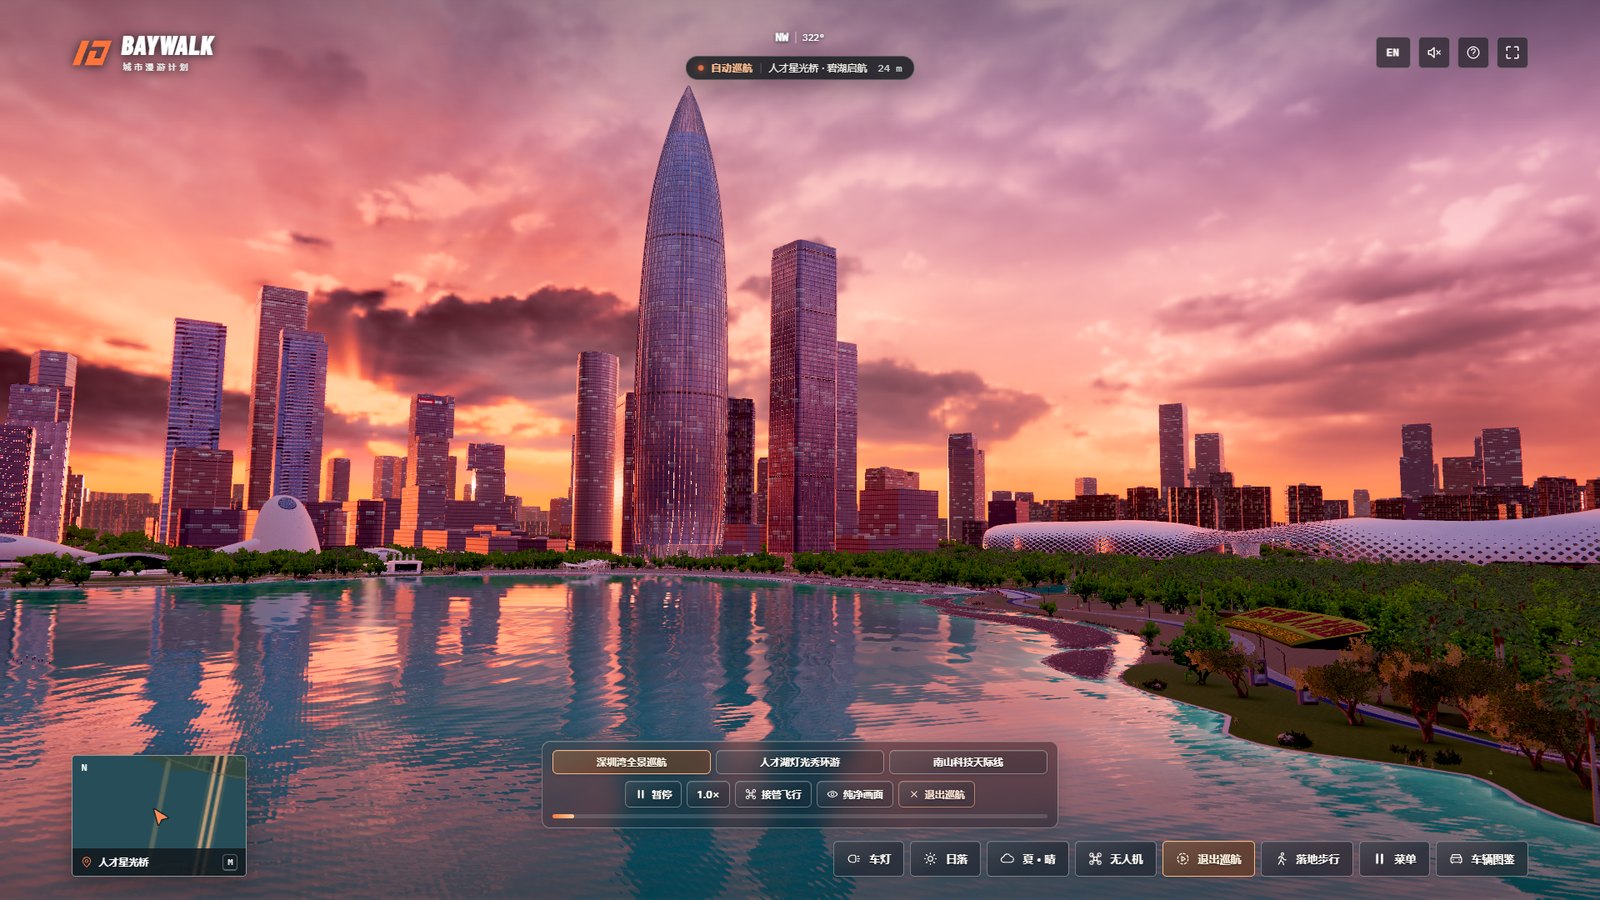 BAYWALK
城市漫游计划
NW 322°
自动巡航 人才星光桥·碧湖启航 24 m
EN
深圳湾全景巡航 人才湖灯光秀环游 南山科技天际线
暂停 1.0× 接管飞行 纯净画面 退出巡航
N
人才星光桥 M
车灯 日落 夏·晴 无人机 退出巡航 落地步行 菜单 车辆图鉴